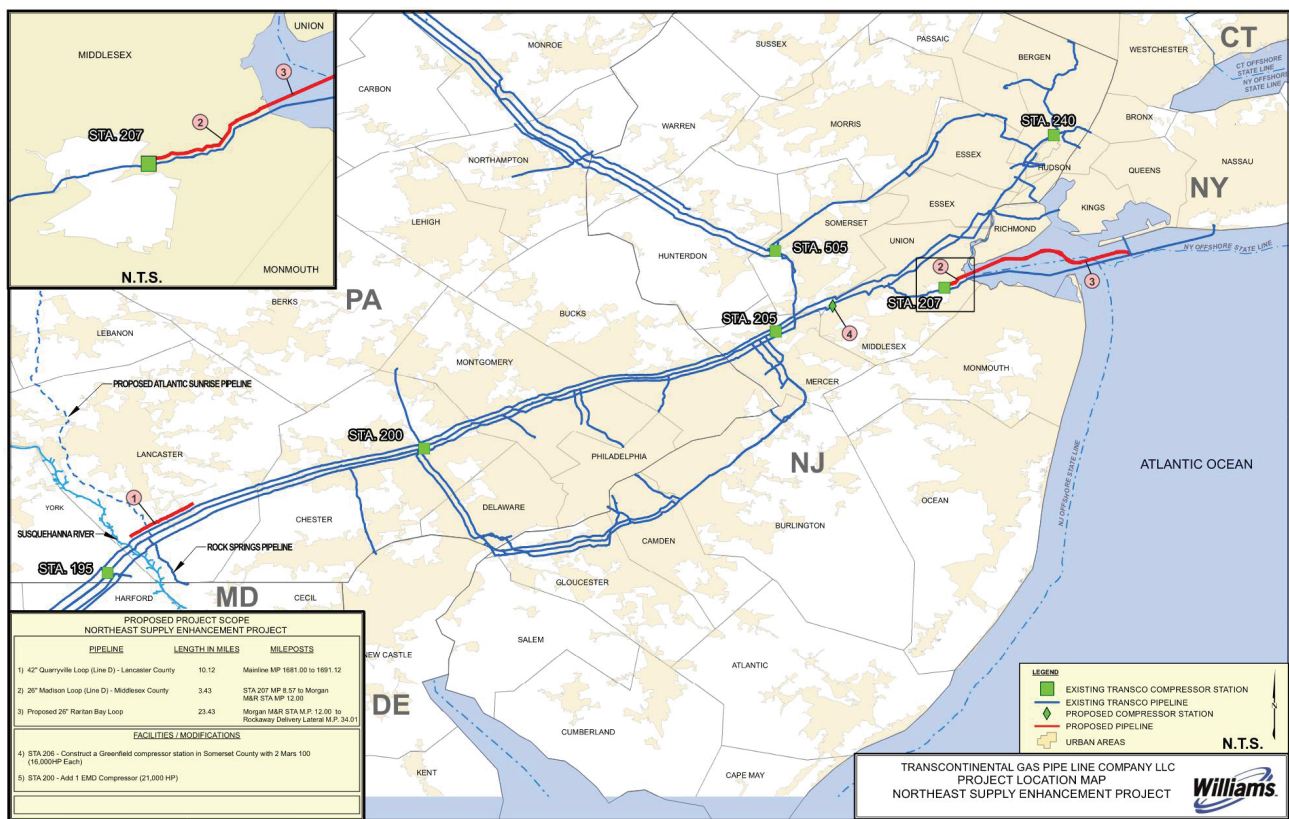 MIDDLESEX
UNION
3
2
STA. 207
MONMOUTH
N.T.S.
MONROE
SUSSEX
PASSAIC
BERGEN
WESTCHESTER
CT
CT OFFSHORE
STATE LINE
NY OFFSHORE
STATE LINE
CARBON
WARREN
MORRIS
STA. 240
BRONX
NORTHAMPTON
ESSEX
HUDSON
QUEENS
NASSAU
NY
LEHIGH
ESSEX
KINGS
SOMERSET
RICHMOND
UNION
NY OFFSHORE STATE LINE
STA. 505
HUNTERDON
2
3
STA. 207
PA
BERKS
BUCKS
STA. 205
4
MIDDLESEX
LEBANON
MONTGOMERY
MERCER
MONMOUTH
PROPOSED ATLANTIC SUNRISE PIPELINE
STA. 200
LANCASTER
PHILADELPHIA
NJ
NJ OFFSHORE STATE LINE
ATLANTIC OCEAN
1
YORK
OCEAN
CHESTER
DELAWARE
BURLINGTON
SUSQUEHANNA RIVER
ROCK SPRINGS PIPELINE
CAMDEN
STA. 195
GLOUCESTER
HARFORD
MD
CECIL
SALEM
NEW CASTLE
ATLANTIC
DE
CUMBERLAND
KENT
CAPE MAY
PROPOSED PROJECT SCOPE
NORTHEAST SUPPLY ENHANCEMENT PROJECT
PIPELINE LENGTH IN MILES MILEPOSTS
1) 42" Quarryville Loop (Line D) - Lancaster County 10.12 Mainline MP 1681.00 to 1691.12
2) 26" Madison Loop (Line D) - Middlesex County 3.43 STA 207 MP 8.57 to Morgan
M&R STA MP 12.00
3) Proposed 26" Raritan Bay Loop 23.43 Morgan M&R STA M.P. 12.00 to
Rockaway Delivery Lateral M.P. 34.01
FACILITIES / MODIFICATIONS
4) STA 206 - Construct a Greenfield compressor station in Somerset County with 2 Mars 100
(16,000HP Each)
5) STA 200 - Add 1 EMD Compressor (21,000 HP)
LEGEND
EXISTING TRANSCO COMPRESSOR STATION
EXISTING TRANSCO PIPELINE
PROPOSED COMPRESSOR STATION
PROPOSED PIPELINE
URBAN AREAS
N.T.S.
TRANSCONTINENTAL GAS PIPE LINE COMPANY LLC
PROJECT LOCATION MAP
NORTHEAST SUPPLY ENHANCEMENT PROJECT
Williams